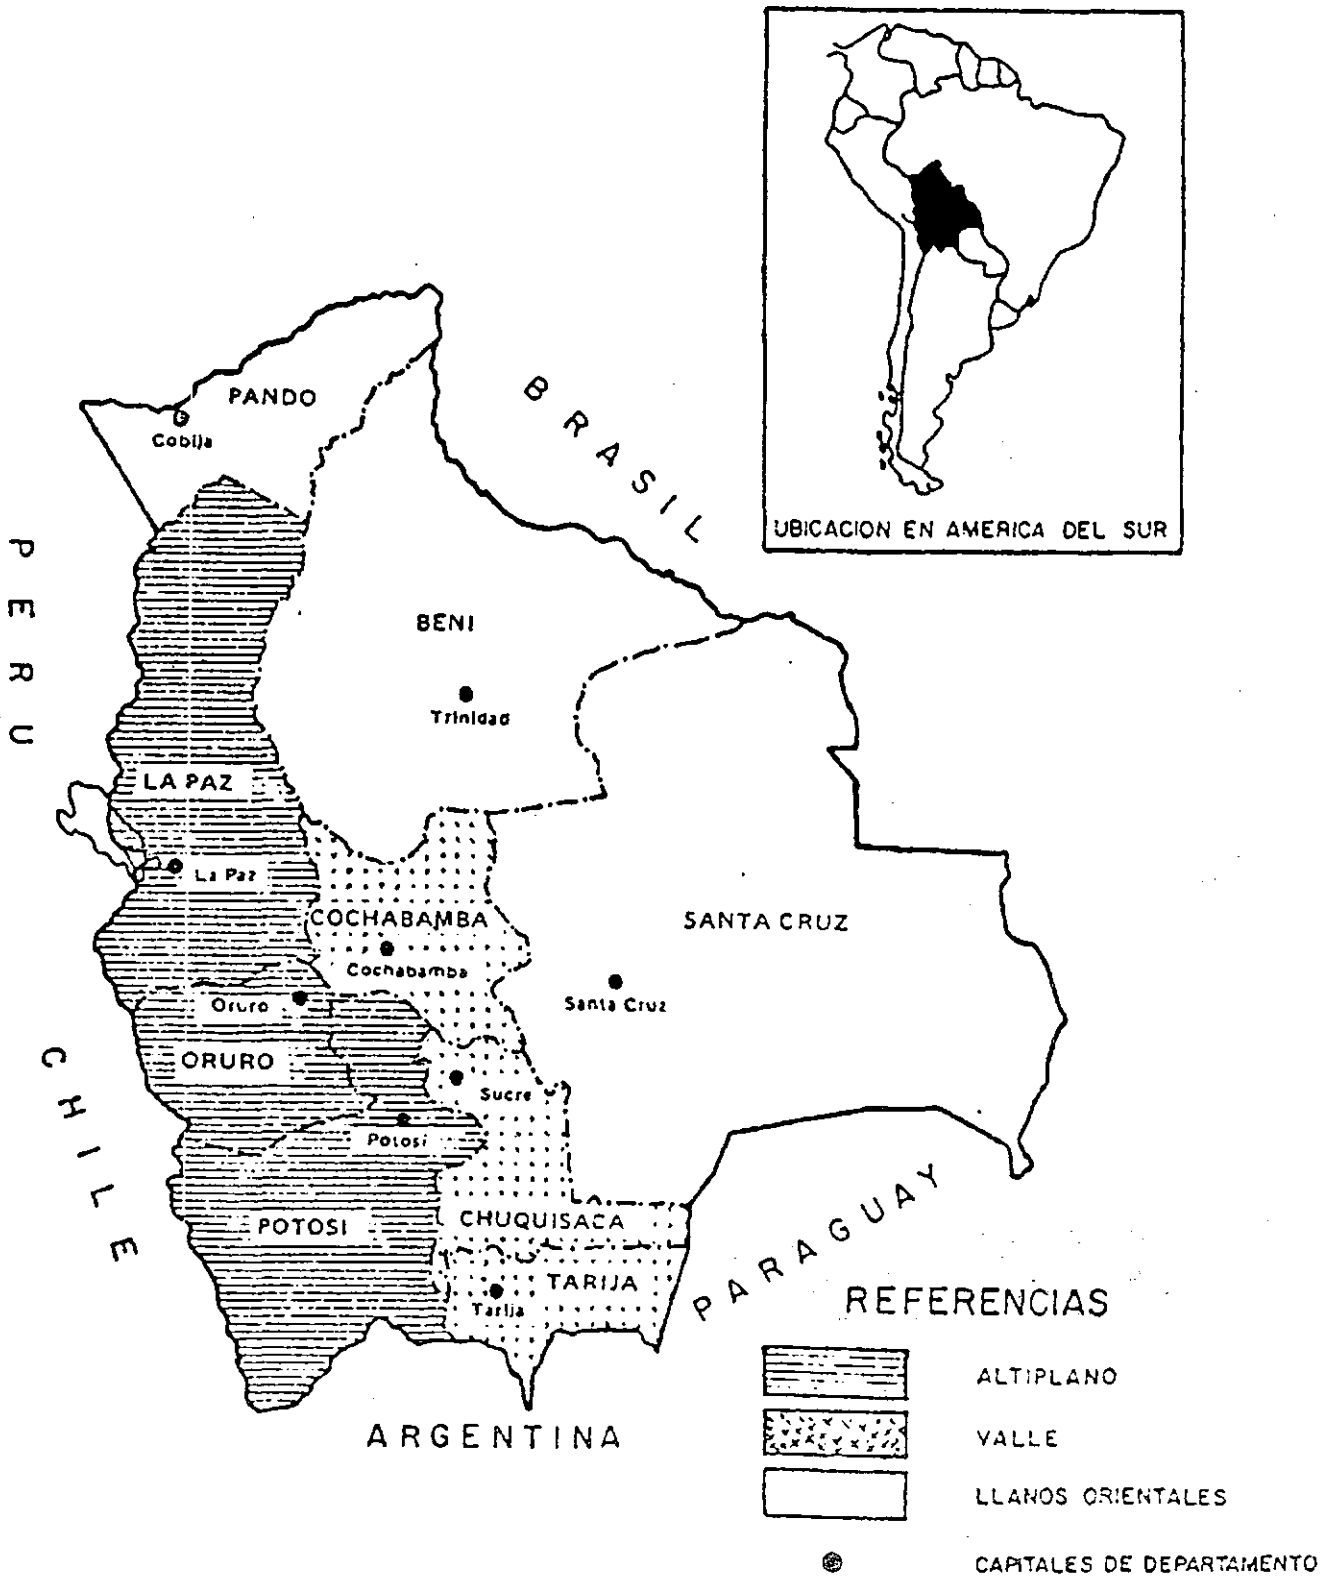 UBICACION EN AMERICA DEL SUR
BRASIL
PERU
CHILE
PARAGUAY
ARGENTINA
PANDO
Cobija
BENI
Trinidad
LA PAZ
La Paz
COCHABAMBA
Cochabamba
SANTA CRUZ
Santa Cruz
Oruro
ORURO
Sucre
Potosí
POTOSI
CHUQUISACA
TARIJA
Tarija
REFERENCIAS
ALTIPLANO
VALLE
LLANOS ORIENTALES
CAPITALES DE DEPARTAMENTO